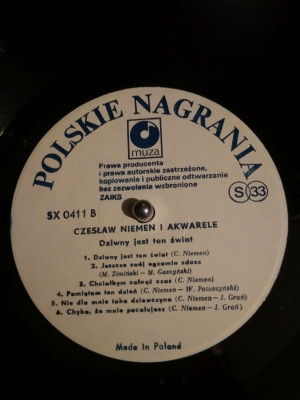 POLSKIE NAGRANIA
muza
Prawa producenta
i prawa autorskie zastrzeżone,
kopiowanie i publiczne odtwarzanie
bez zezwolenia wzbronione
ZAIKS
S 33
SX 0411 B
CZESŁAW NIEMEN I AKWARELE
Dziwny jest ten świat
1. Dziwny jest ten świat (C. Niemen)
2. Jeszcze swój egzamin zdasz
(M. Zimiński - M. Gaszyński)
3. Chciałbym cofnąć czas (C. Niemen)
4. Pamiętam ten dzień (C. Niemen - W. Patuszyński)
5. Nie dla mnie taka dziewczyna (C. Niemen - J. Grań)
6. Chyba, że mnie pocałujesz (C. Niemen - J. Grań)
Made in Poland